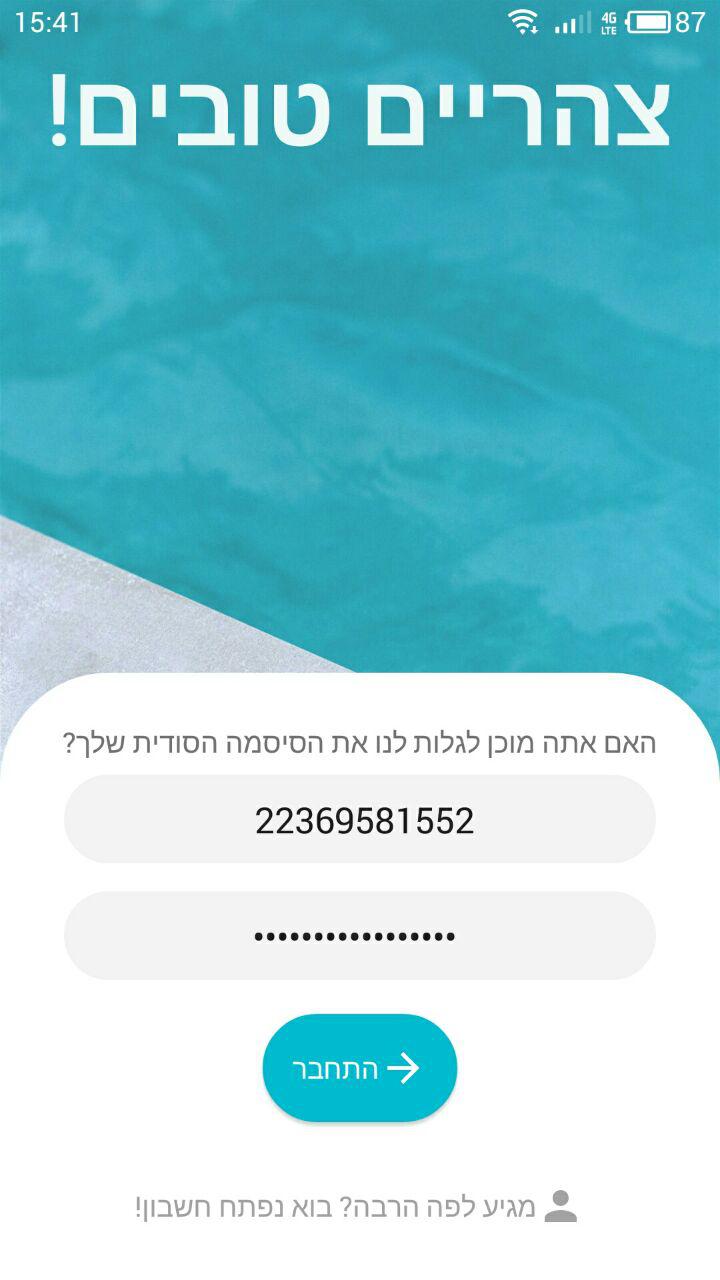 15:41
4G
LTE
87
צהריים טובים!
האם אתה מוכן לגלות לנו את הסיסמה הסודית שלך?
22369581552
•••••••••••••••••
התחבר
מגיע לפה הרבה? בוא נפתח חשבון!